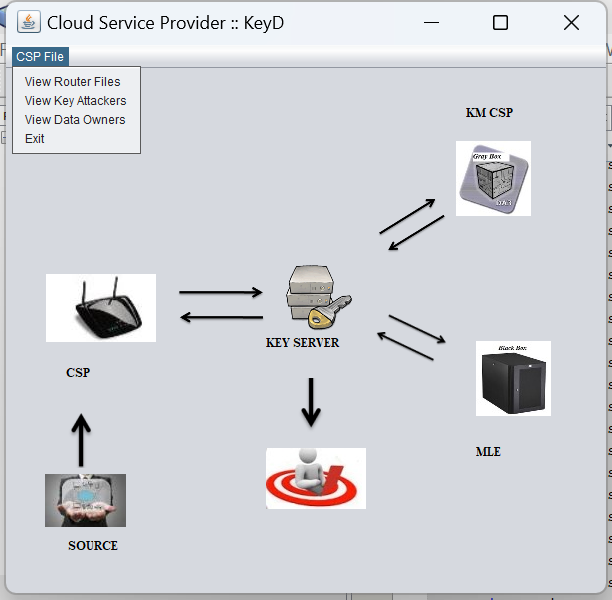 Cloud Service Provider :: KeyD
CSP File
View Router Files
View Key Attackers
View Data Owners
Exit
KM CSP
Gray Box
KEY SERVER
Black Box
CSP
MLE
SOURCE